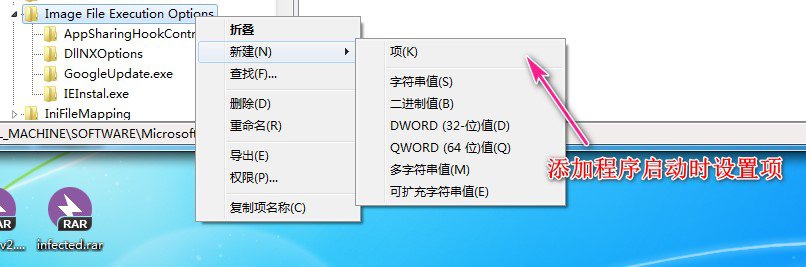 Image File Execution Options
AppSharingHookContr
DllNXOptions
GoogleUpdate.exe
IEInstal.exe
IniFileMapping
L_MACHINE\SOFTWARE\Microsoft
折叠
新建(N)
查找(F)...
删除(D)
重命名(R)
导出(E)
权限(P)...
复制项名称(C)
项(K)
字符串值(S)
二进制值(B)
DWORD (32-位)值(D)
QWORD (64 位)值(Q)
多字符串值(M)
可扩充字符串值(E)
添加程序启动时设置项
RAR
RAR
v2....
infected.rar